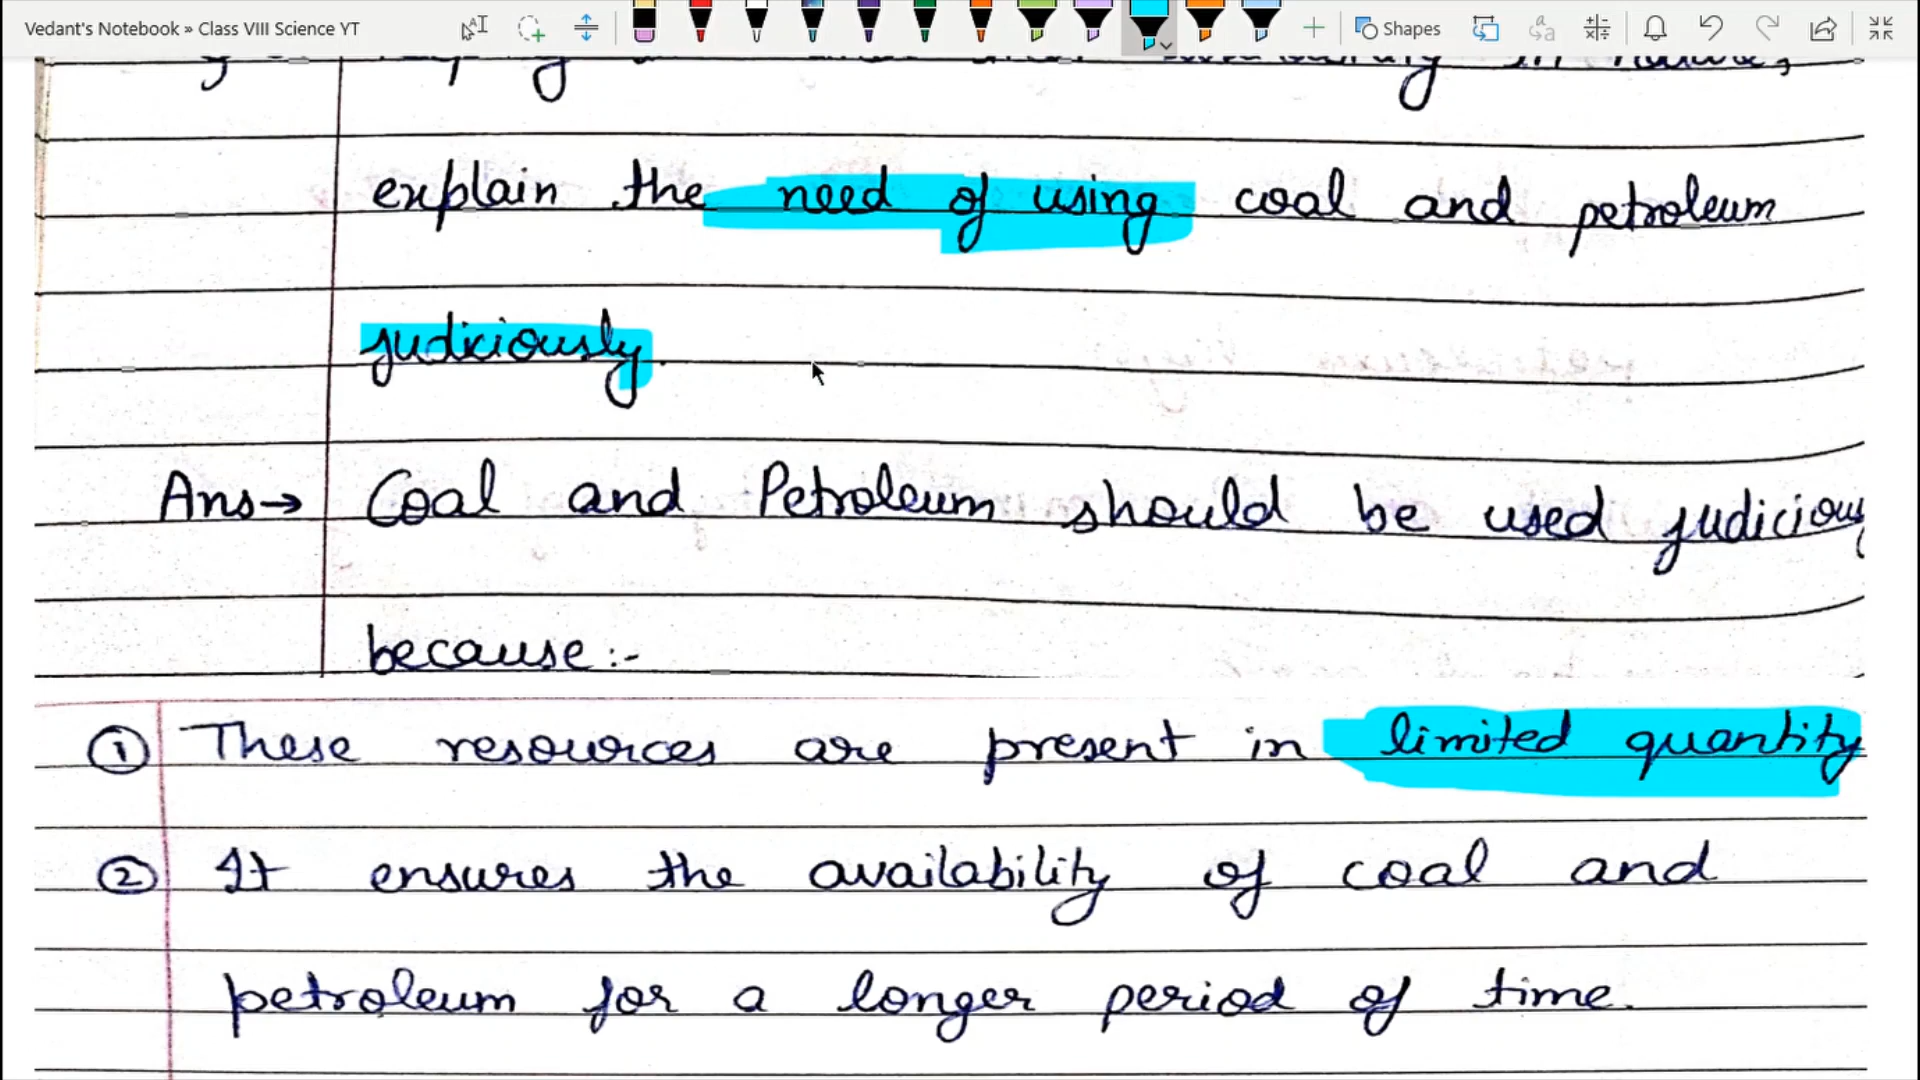 Vedant's Notebook » Class VIII Science YT
Shapes
in nature,
explain the need of using coal and petroleum
judiciously.
Ans→ Coal and Petroleum should be used judicious
because:-
① These resources are present in limited quantity
② It ensures the availability of coal and
petroleum for a longer period of time.